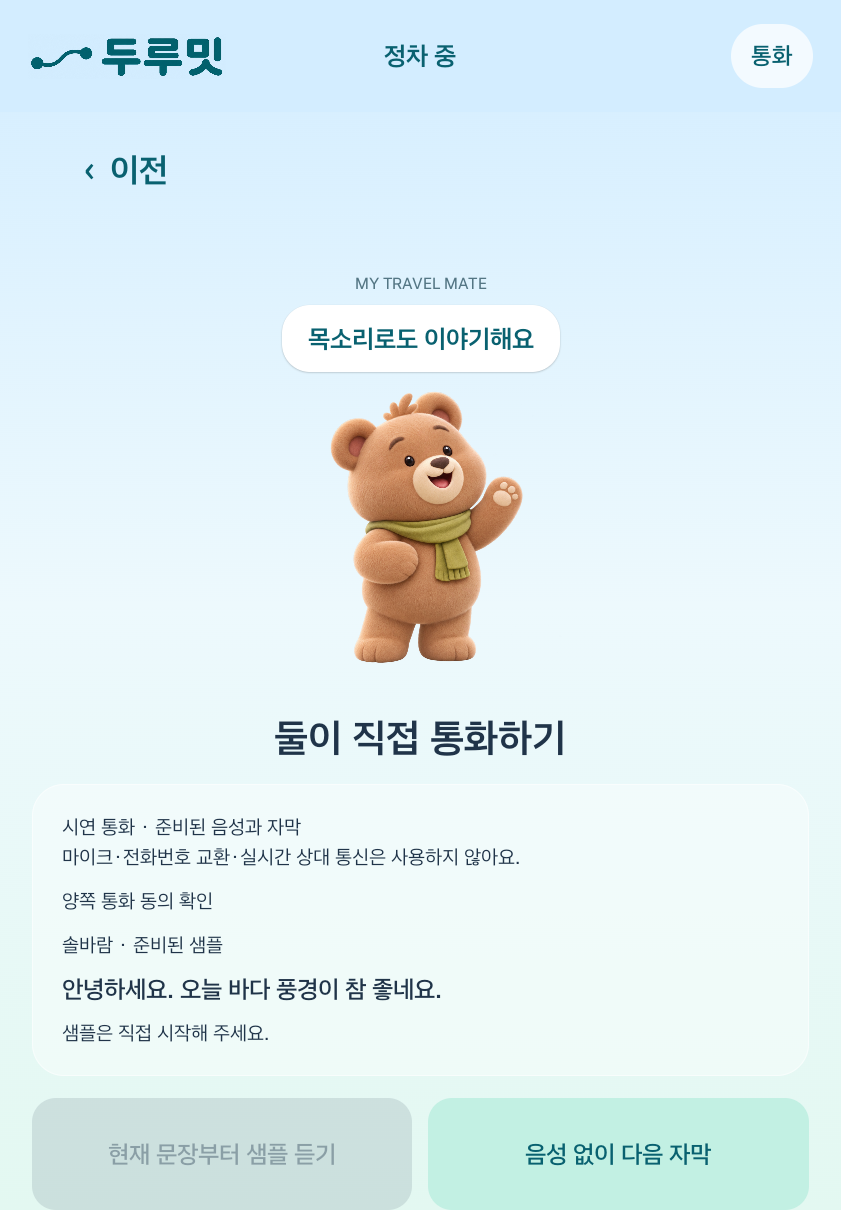 두루밋
정차 중
통화
‹ 이전
MY TRAVEL MATE
목소리로도 이야기해요
둘이 직접 통화하기
시연 통화 · 준비된 음성과 자막
마이크·전화번호 교환·실시간 상대 통신은 사용하지 않아요.
양쪽 통화 동의 확인
솔바람 · 준비된 샘플
안녕하세요. 오늘 바다 풍경이 참 좋네요.
샘플은 직접 시작해 주세요.
현재 문장부터 샘플 듣기
음성 없이 다음 자막